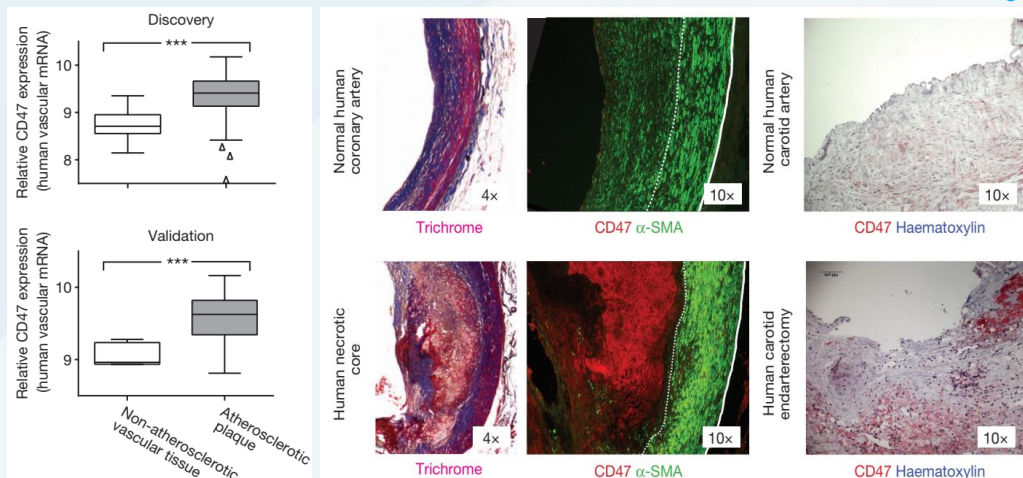 Discovery
***
Relative CD47 expression
(human vascular mRNA)
10
9
8
Validation
***
Relative CD47 expression
(human vascular mRNA)
10
9
Non-atherosclerotic
vascular tissue
Atherosclerotic
plaque
Normal human
coronary artery
4×
Trichrome
10×
CD47 α-SMA
Normal human
carotid artery
10×
CD47 Haematoxylin
Human necrotic
core
4×
Trichrome
10×
CD47 α-SMA
Human carotid
endarterectomy
10×
CD47 Haematoxylin